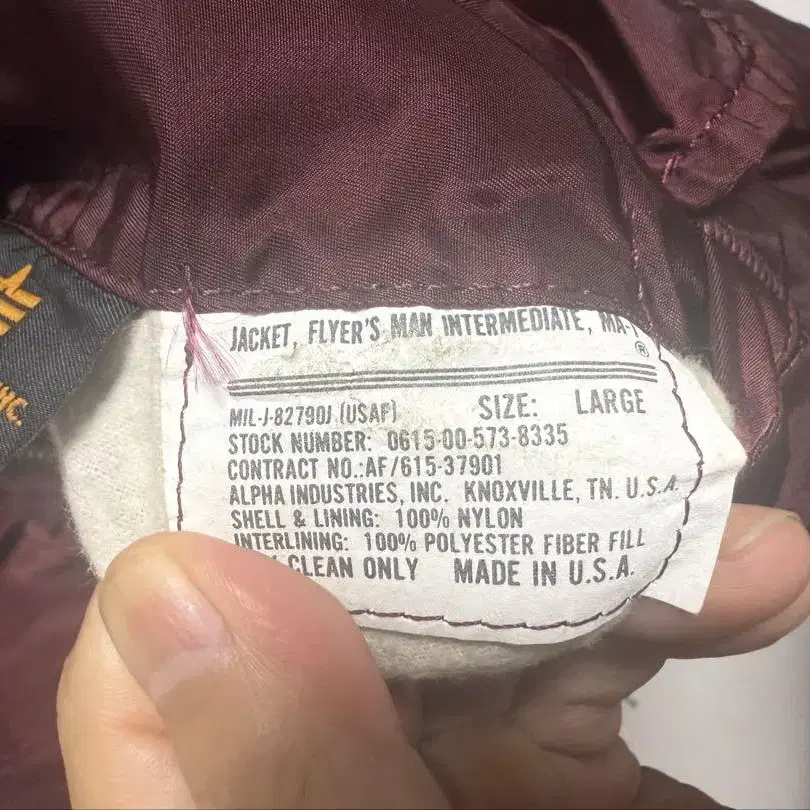 JACKET, FLYER'S MAN INTERMEDIATE, MA-1
®
MIL-J-82790J (USAF) SIZE: LARGE
STOCK NUMBER: 0615-00-573-8335
CONTRACT NO.:AF/615-37901
ALPHA INDUSTRIES, INC. KNOXVILLE, TN. U.S.A.
SHELL & LINING: 100% NYLON
INTERLINING: 100% POLYESTER FIBER FILL
CLEAN ONLY MADE IN U.S.A.
INC.